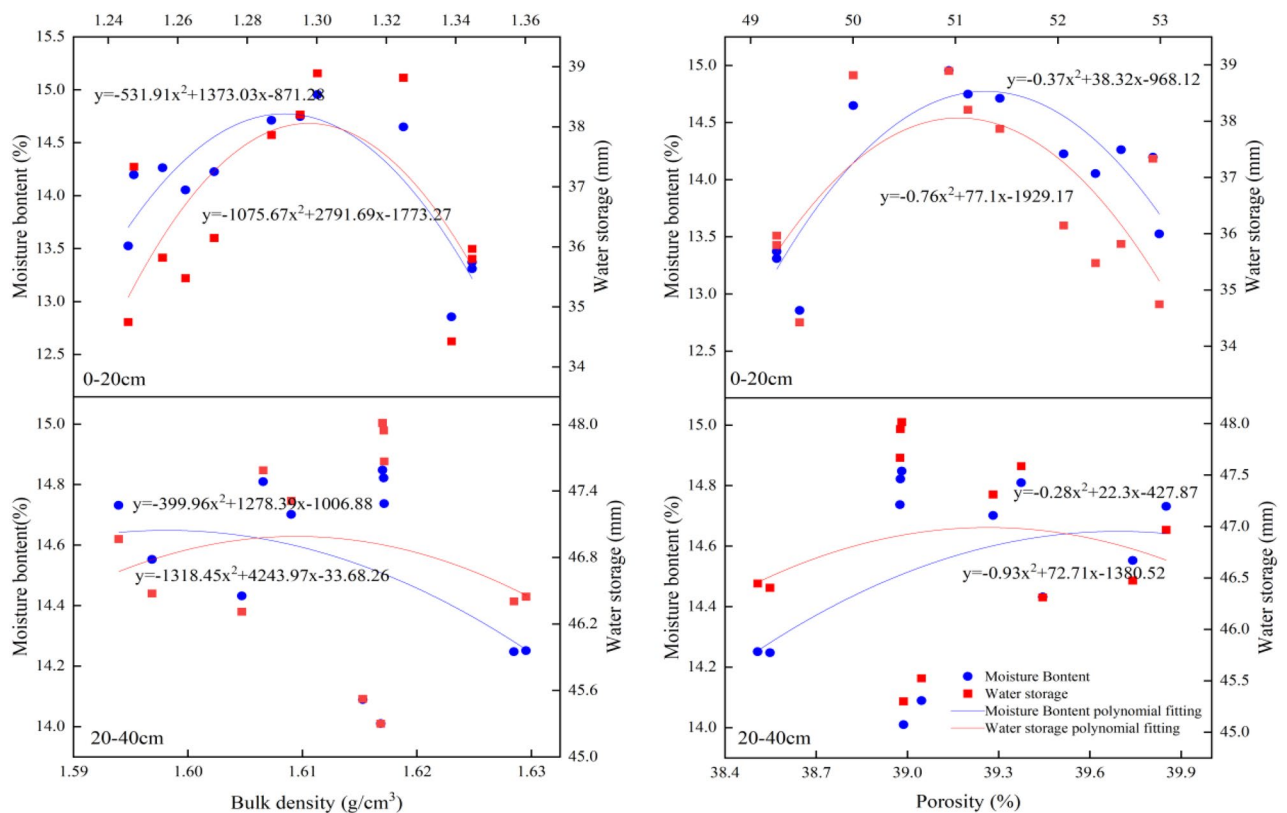 1.24 1.26 1.28 1.30 1.32 1.34 1.36
15.5
15.0
14.5
14.0
13.5
13.0
12.5
Moisture bontent (%)
y=-531.91x²+1373.03x-871.28
y=-1075.67x²+2791.69x-1773.27
0-20cm
39
38
37
36
35
34
Water storage (mm)
49 50 51 52 53
15.0
14.5
14.0
13.5
13.0
12.5
12.0
Moisture bontent (%)
y=-0.37x²+38.32x-968.12
y=-0.76x²+77.1x-1929.17
0-20cm
39
38
37
36
35
34
Water storage (mm)
15.0
14.8
14.6
14.4
14.2
14.0
Moisture bontent(%)
y=-399.96x²+1278.39x-1006.88
y=-1318.45x²+4243.97x-33.68.26
20-40cm
48.0
47.4
46.8
46.2
45.6
45.0
Water storage (mm)
1.59 1.60 1.61 1.62 1.63
Bulk density (g/cm³)
15.0
14.8
14.6
14.4
14.2
14.0
Moisture bontent (%)
y=-0.28x²+22.3x-427.87
y=-0.93x²+72.71x-1380.52
Moisture Bontent
Water storage
Moisture Bontent polynomial fitting
Water storage polynomial fitting
20-40cm
48.0
47.5
47.0
46.5
46.0
45.5
45.0
Water storage (mm)
38.4 38.7 39.0 39.3 39.6 39.9
Porosity (%)